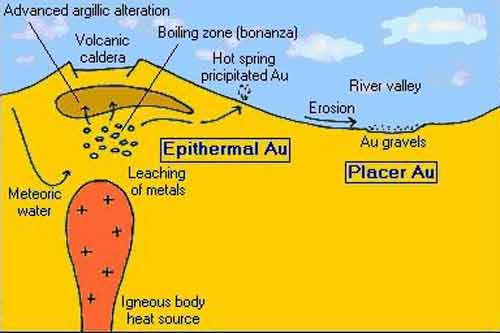 Advanced argillic alteration
Volcanic
caldera
Boiling zone (bonanza)
Hot spring
pricipitated Au
River valley
Erosion
Au gravels
Epithermal Au
Placer Au
Leaching
of metals
Meteoric
water
Igneous body
heat source